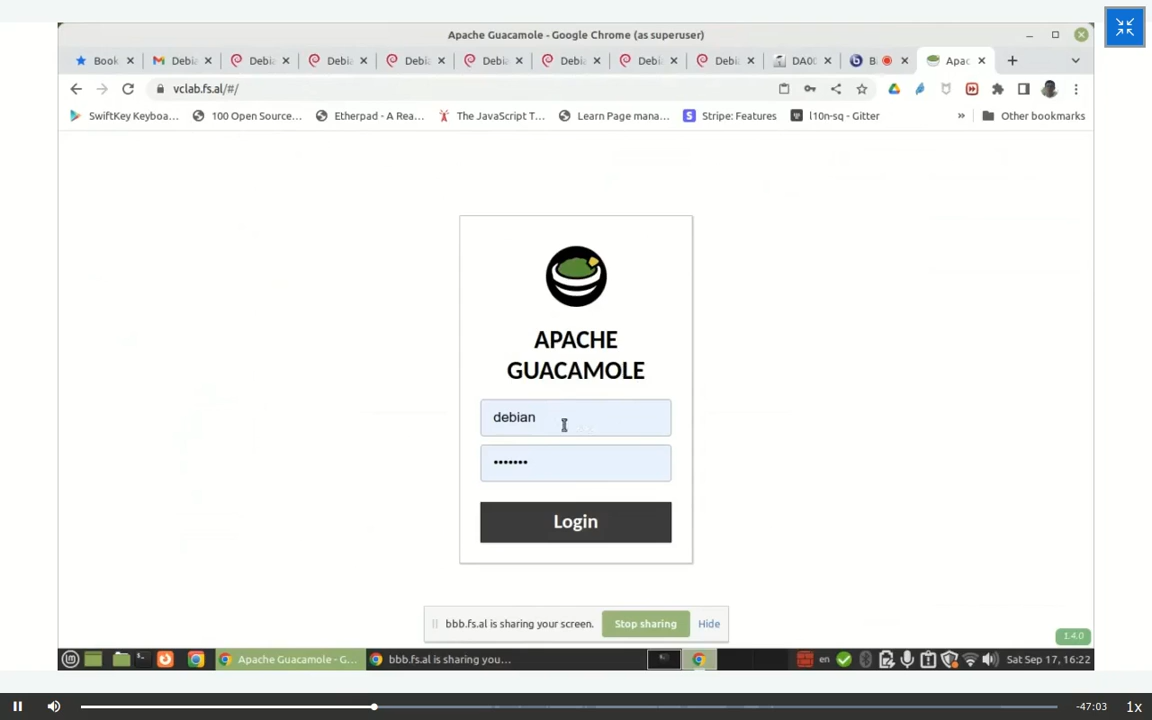 Apache Guacamole - Google Chrome (as superuser)
Book
Debi
Debi
Debi
Debi
Debi
Debi
Debi
Debi
DA00
B
Apac
vclab.fs.al/#/
SwiftKey Keyboa...
100 Open Source...
Etherpad - A Rea...
The JavaScript T...
Learn Page mana...
Stripe: Features
l10n-sq - Gitter
»
Other bookmarks
APACHE
GUACAMOLE
debian
•••••••
Login
bbb.fs.al is sharing your screen.
Stop sharing
Hide
1.4.0
Apache Guacamole - G...
bbb.fs.al is sharing you...
en
Sat Sep 17, 16:22
-47:03
1x